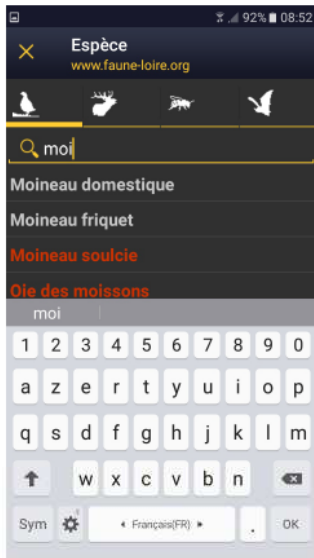 92% 08:52
Espèce
www.faune-loire.org
moi
Moineau domestique
Moineau friquet
Moineau soulcie
Oie des moissons
moi
1 2 3 4 5 6 7 8 9 0
a z e r t y u i o p
q s d f g h j k l m
w x c v b n
Sym Français(FR) . OK